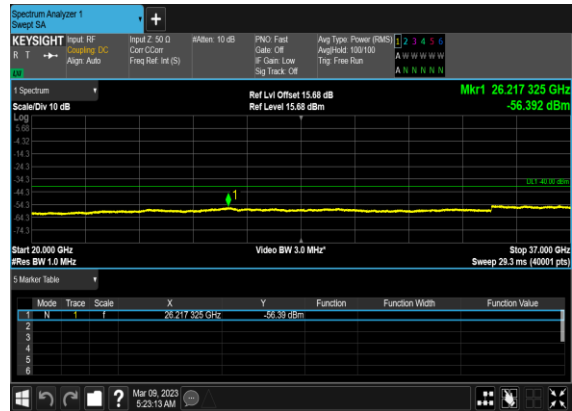 Spectrum Analyzer 1
Swept SA
KEYSIGHT Input: RF Input Z: 50 Ω #Atten: 10 dB PNO: Fast Avg Type: Power (RMS) 1 2 3 4 5 6
R T Coupling: DC Corr CCorr Gate: Off Avg|Hold: 100/100 A W W W W W
Align: Auto Freq Ref: Int (S) IF Gain: Low Trig: Free Run
Sig Track: Off A N N N N N
1 Spectrum Ref Lvl Offset 15.68 dB Mkr1 26.217 325 GHz
Scale/Div 10 dB Ref Level 15.68 dBm -56.392 dBm
Log
5.68
-4.32
-14.3
-24.3
-34.3
DL1 -40.00 dBm
-44.3
1
-54.3
-64.3
-74.3
Start 20.000 GHz Video BW 3.0 MHz* Stop 37.000 GHz
#Res BW 1.0 MHz Sweep 29.3 ms (40001 pts)
5 Marker Table
Mode Trace Scale X Y Function Function Width Function Value
1 N 1 f 26.217 325 GHz -56.39 dBm
2
3
4
5
6
? Mar 09, 2023
5:23:13 AM